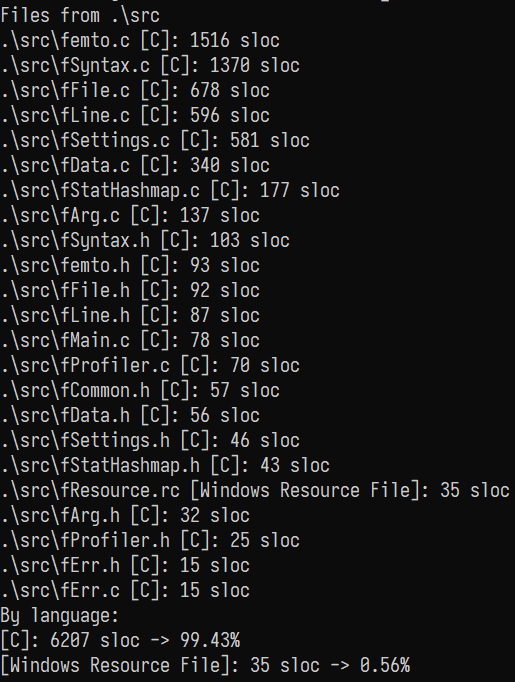 Files from .\src
.\src\femto.c [C]: 1516 sloc
.\src\fSyntax.c [C]: 1370 sloc
.\src\fFile.c [C]: 678 sloc
.\src\fLine.c [C]: 596 sloc
.\src\fSettings.c [C]: 581 sloc
.\src\fData.c [C]: 340 sloc
.\src\fStatHashmap.c [C]: 177 sloc
.\src\fArg.c [C]: 137 sloc
.\src\fSyntax.h [C]: 103 sloc
.\src\femto.h [C]: 93 sloc
.\src\fFile.h [C]: 92 sloc
.\src\fLine.h [C]: 87 sloc
.\src\fMain.c [C]: 78 sloc
.\src\fProfiler.c [C]: 70 sloc
.\src\fCommon.h [C]: 57 sloc
.\src\fData.h [C]: 56 sloc
.\src\fSettings.h [C]: 46 sloc
.\src\fStatHashmap.h [C]: 43 sloc
.\src\fResource.rc [Windows Resource File]: 35 sloc
.\src\fArg.h [C]: 32 sloc
.\src\fProfiler.h [C]: 25 sloc
.\src\fErr.h [C]: 15 sloc
.\src\fErr.c [C]: 15 sloc
By language:
[C]: 6207 sloc -> 99.43%
[Windows Resource File]: 35 sloc -> 0.56%